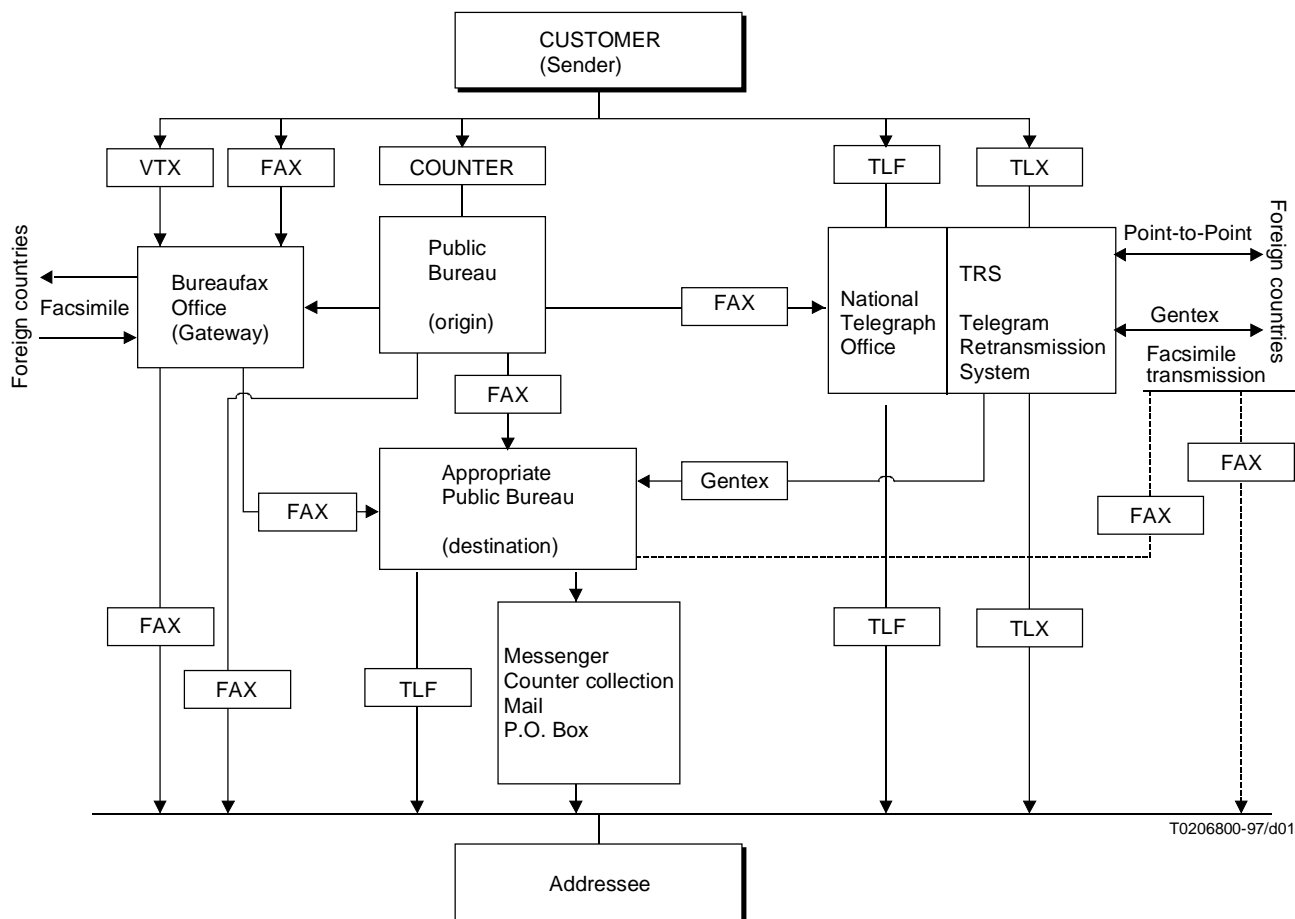 CUSTOMER
(Sender)
VTX
FAX
COUNTER
TLF
TLX
Foreign countries
Facsimile
Bureaufax
Office
(Gateway)
Public
Bureau
(origin)
FAX
National
Telegraph
Office
TRS
Telegram
Retransmission
System
Point-to-Point
Gentex
Foreign countries
Facsimile
transmission
FAX
FAX
Appropriate
Public Bureau
(destination)
Gentex
FAX
FAX
FAX
FAX
TLF
Messenger
Counter collection
Mail
P.O. Box
TLF
TLX
T0206800-97/d01
Addressee